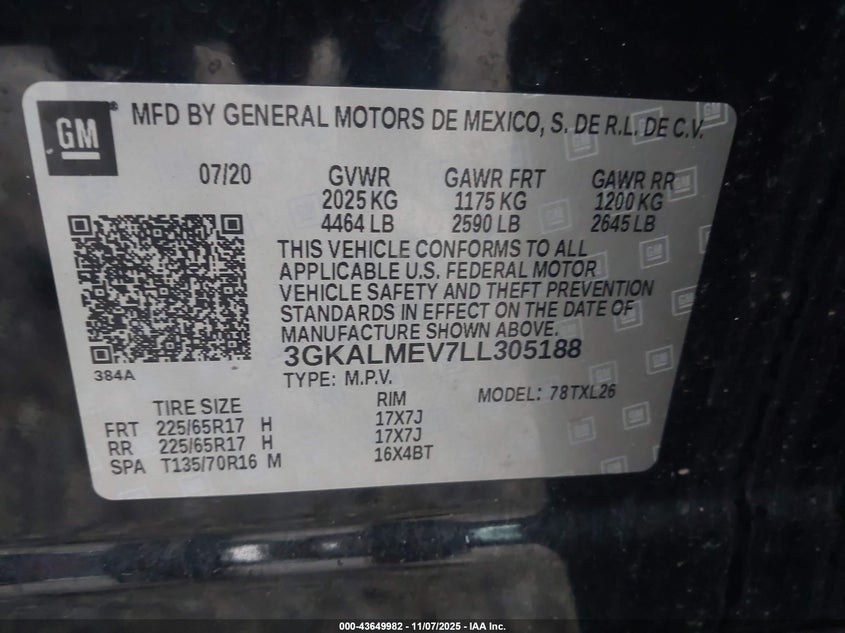 GM ® MFD BY GENERAL MOTORS DE MEXICO, S. DE R.L. DE C.V.
07/20 GVWR GAWR FRT GAWR RR
2025 KG 1175 KG 1200 KG
4464 LB 2590 LB 2645 LB
THIS VEHICLE CONFORMS TO ALL
APPLICABLE U.S. FEDERAL MOTOR
VEHICLE SAFETY AND THEFT PREVENTION
STANDARDS IN EFFECT ON THE DATE OF
MANUFACTURE SHOWN ABOVE.
3GKALMEV7LL305188
384A
TYPE: M.P.V. MODEL: 78TXL26
TIRE SIZE RIM
FRT 225/65R17 H 17X7J
RR 225/65R17 H 17X7J
SPA T135/70R16 M 16X4BT
000-43649982 - 11/07/2025 - IAA Inc.